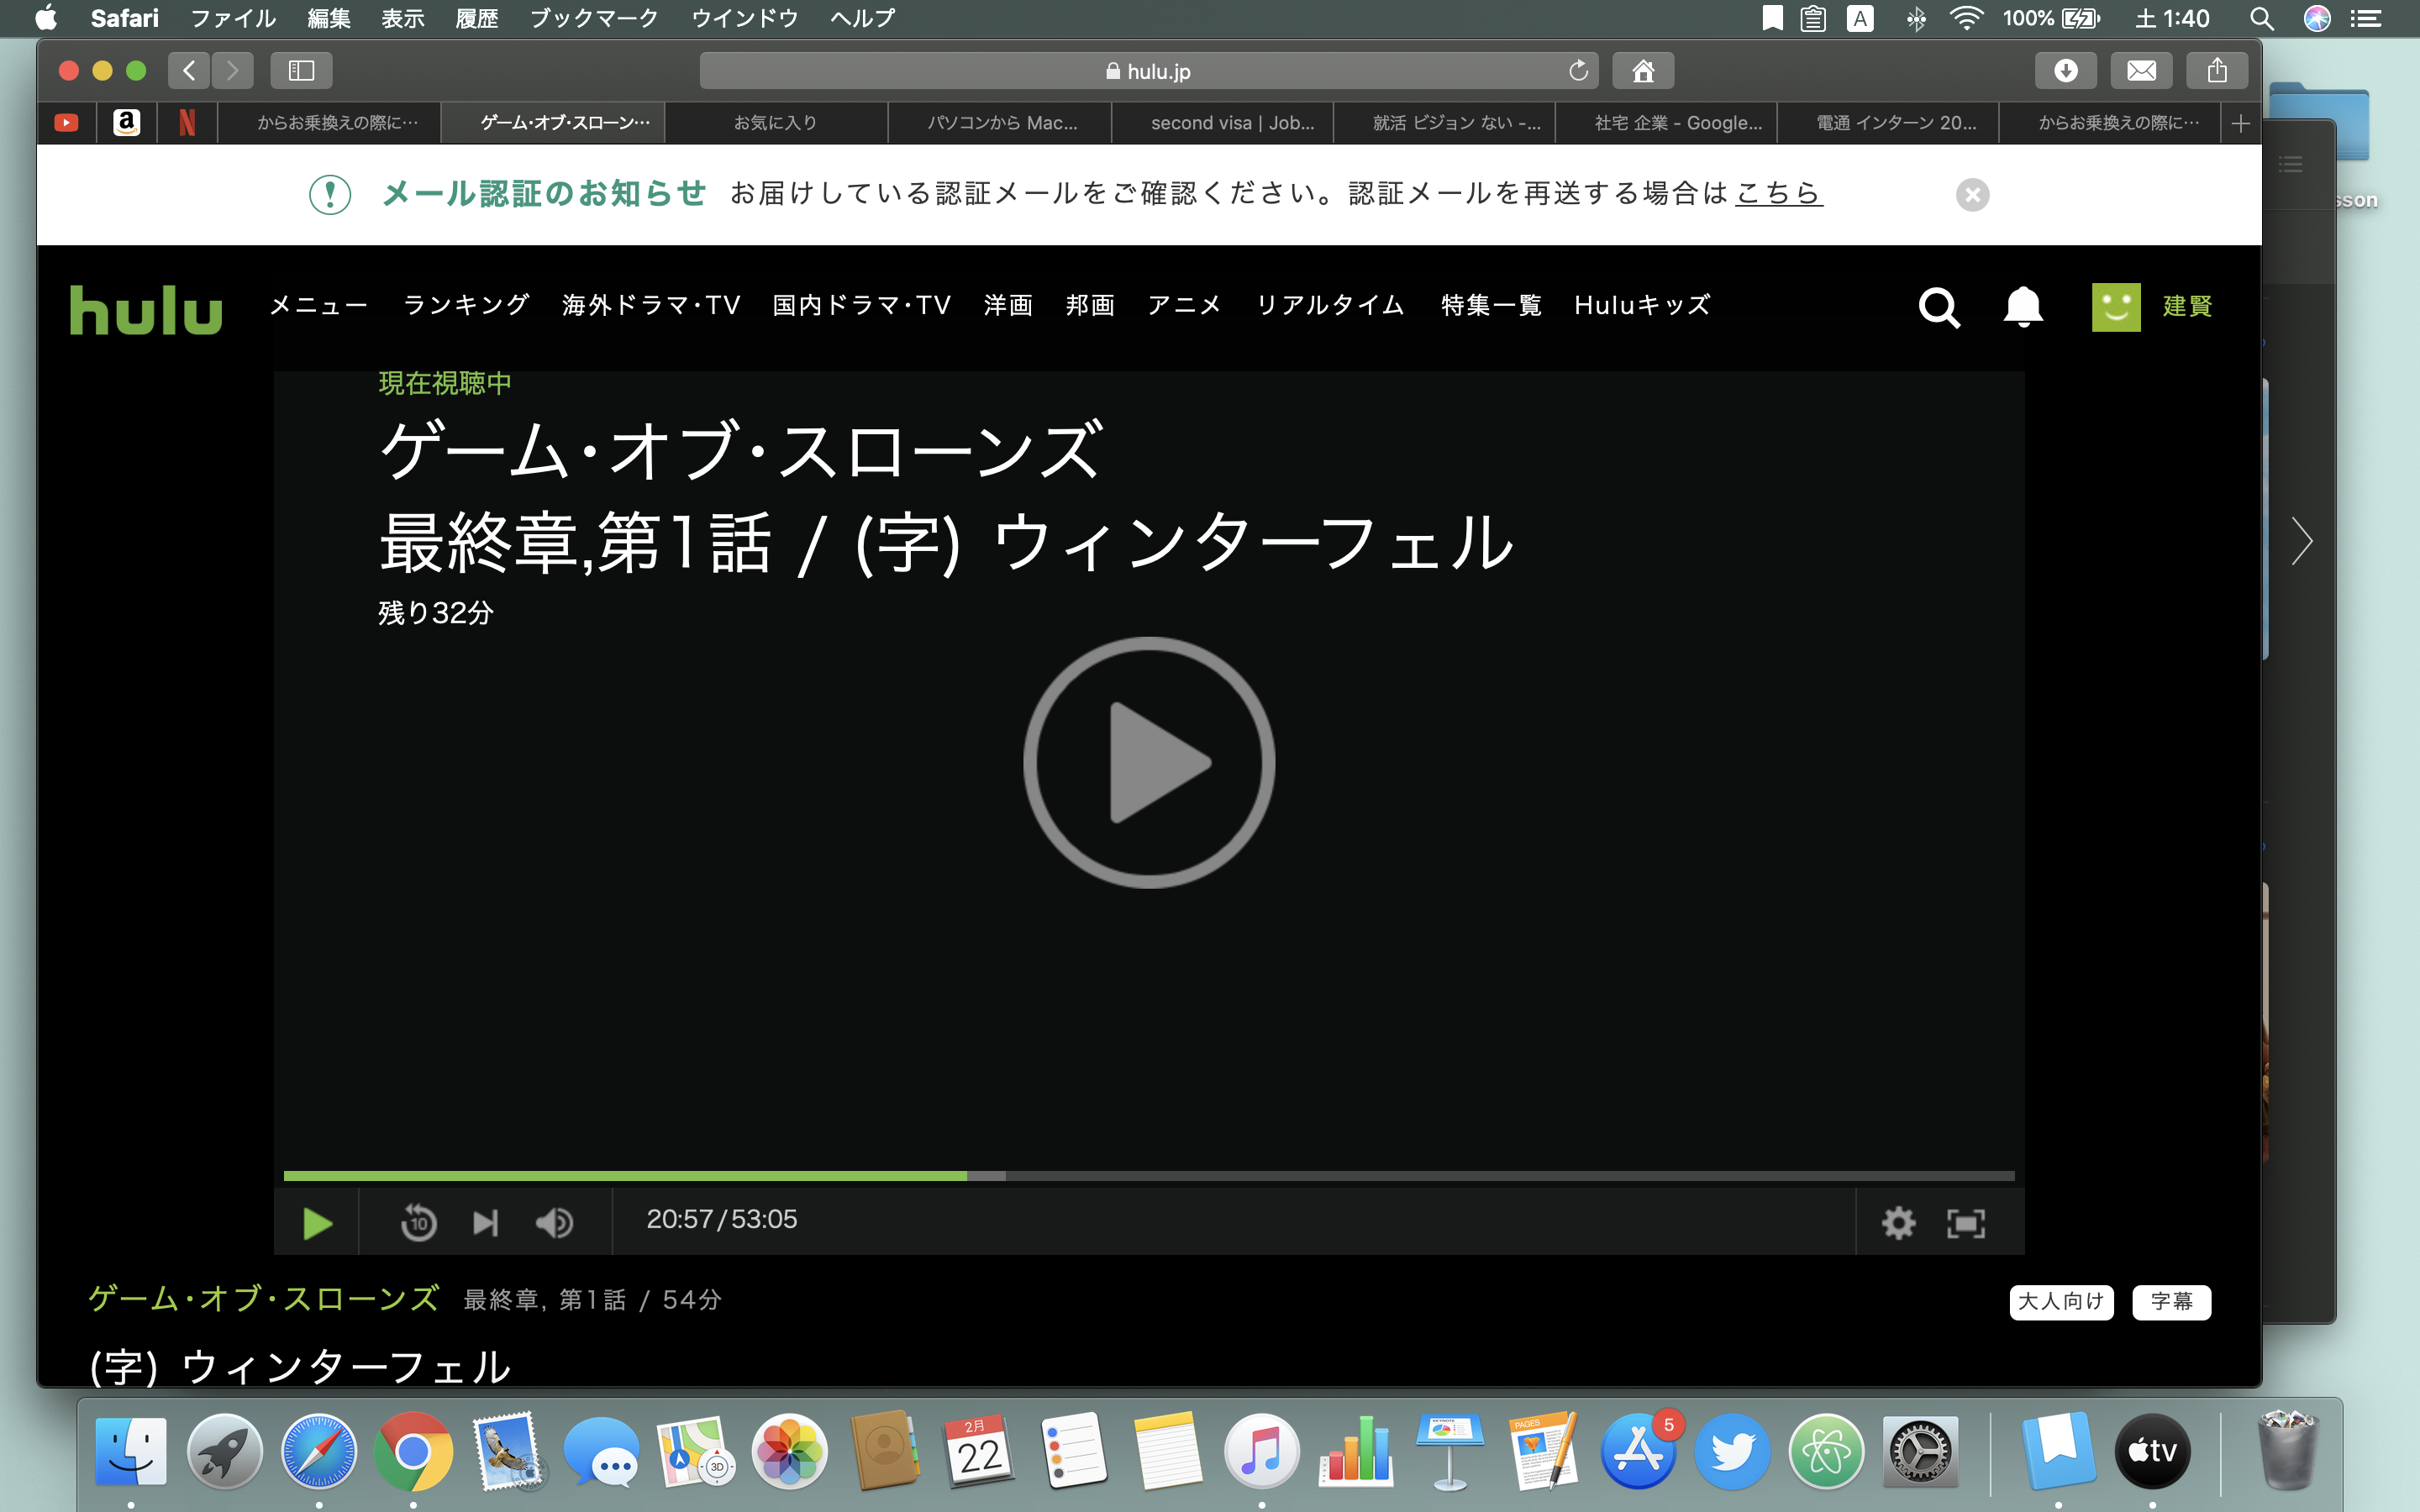 Safari ファイル 編集 表示 履歴 ブックマーク ウインドウ ヘルプ A 100% 土 1:40
hulu.jp
からお乗換えの際に… ゲーム・オブ・スローン… お気に入り パソコンから Mac... second visa | Job... 就活 ビジョン ない -... 社宅 企業 - Google... 電通 インターン 20... からお乗換えの際に…
sson
メール認証のお知らせ お届けしている認証メールをご確認ください。認証メールを再送する場合はこちら
hulu メニュー ランキング 海外ドラマ・TV 国内ドラマ・TV 洋画 邦画 アニメ リアルタイム 特集一覧 Huluキッズ 建賢
現在視聴中
ゲーム・オブ・スローンズ
最終章,第1話 / (字) ウィンターフェル
残り32分
10 20:57/53:05
ゲーム・オブ・スローンズ 最終章, 第1話 / 54分 大人向け 字幕
(字) ウィンターフェル
3D 2月 22 PAGES 5 tv